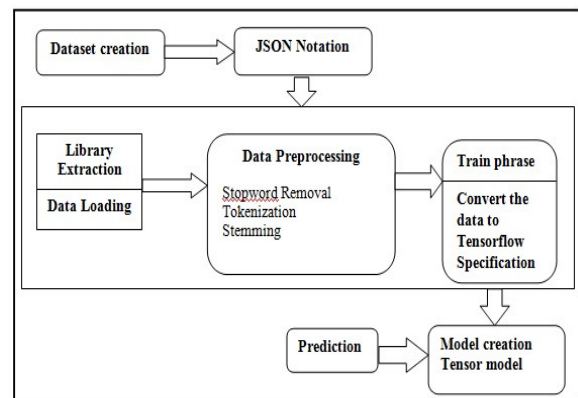 Dataset creation
JSON Notation
Library
Extraction
Data Loading
Data Preprocessing
Stopword Removal
Tokenization
Stemming
Train phrase
Convert the
data to
Tensorflow
Specification
Prediction
Model creation
Tensor model